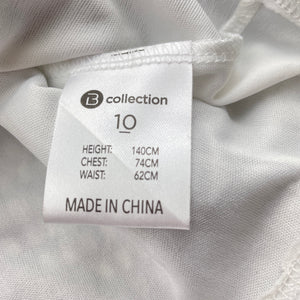 B collection
10
HEIGHT: 140CM
CHEST: 74CM
WAIST: 62CM
MADE IN CHINA